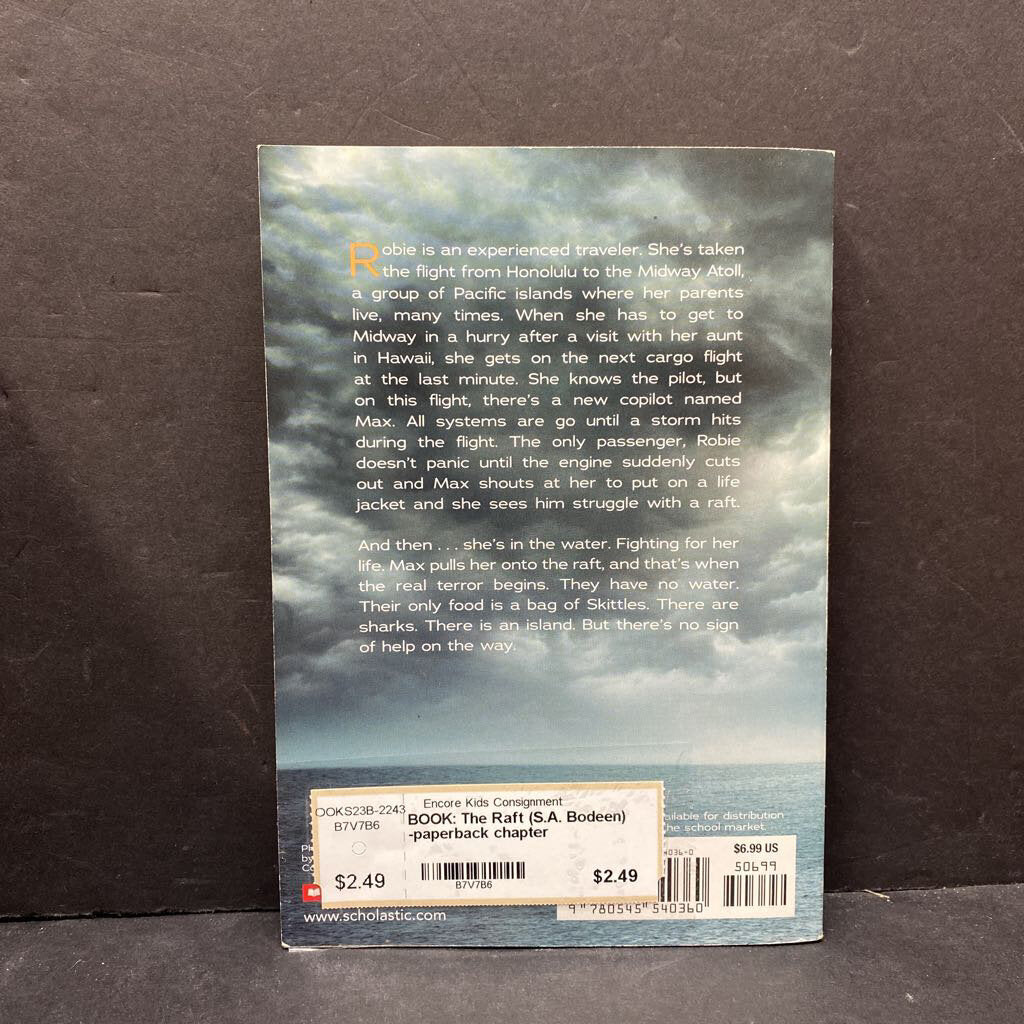 Robie is an experienced traveler. She's taken
the flight from Honolulu to the Midway Atoll,
a group of Pacific islands where her parents
live, many times. When she has to get to
Midway in a hurry after a visit with her aunt
in Hawaii, she gets on the next cargo flight
at the last minute. She knows the pilot, but
on this flight, there's a new copilot named
Max. All systems are go until a storm hits
during the flight. The only passenger, Robie
doesn't panic until the engine suddenly cuts
out and Max shouts at her to put on a life
jacket and she sees him struggle with a raft.
And then . . . she's in the water. Fighting for her
life. Max pulls her onto the raft, and that's when
the real terror begins. They have no water.
Their only food is a bag of Skittles. There are
sharks. There is an island. But there's no sign
of help on the way.
OOKS23B-2243
B7V7B6
$2.49
Encore Kids Consignment
BOOK: The Raft (S.A. Bodeen)
-paperback chapter
B7V7B6
$2.49
for distribution
school market.
$6.99 US
50699
9 780545 540360
www.scholastic.com